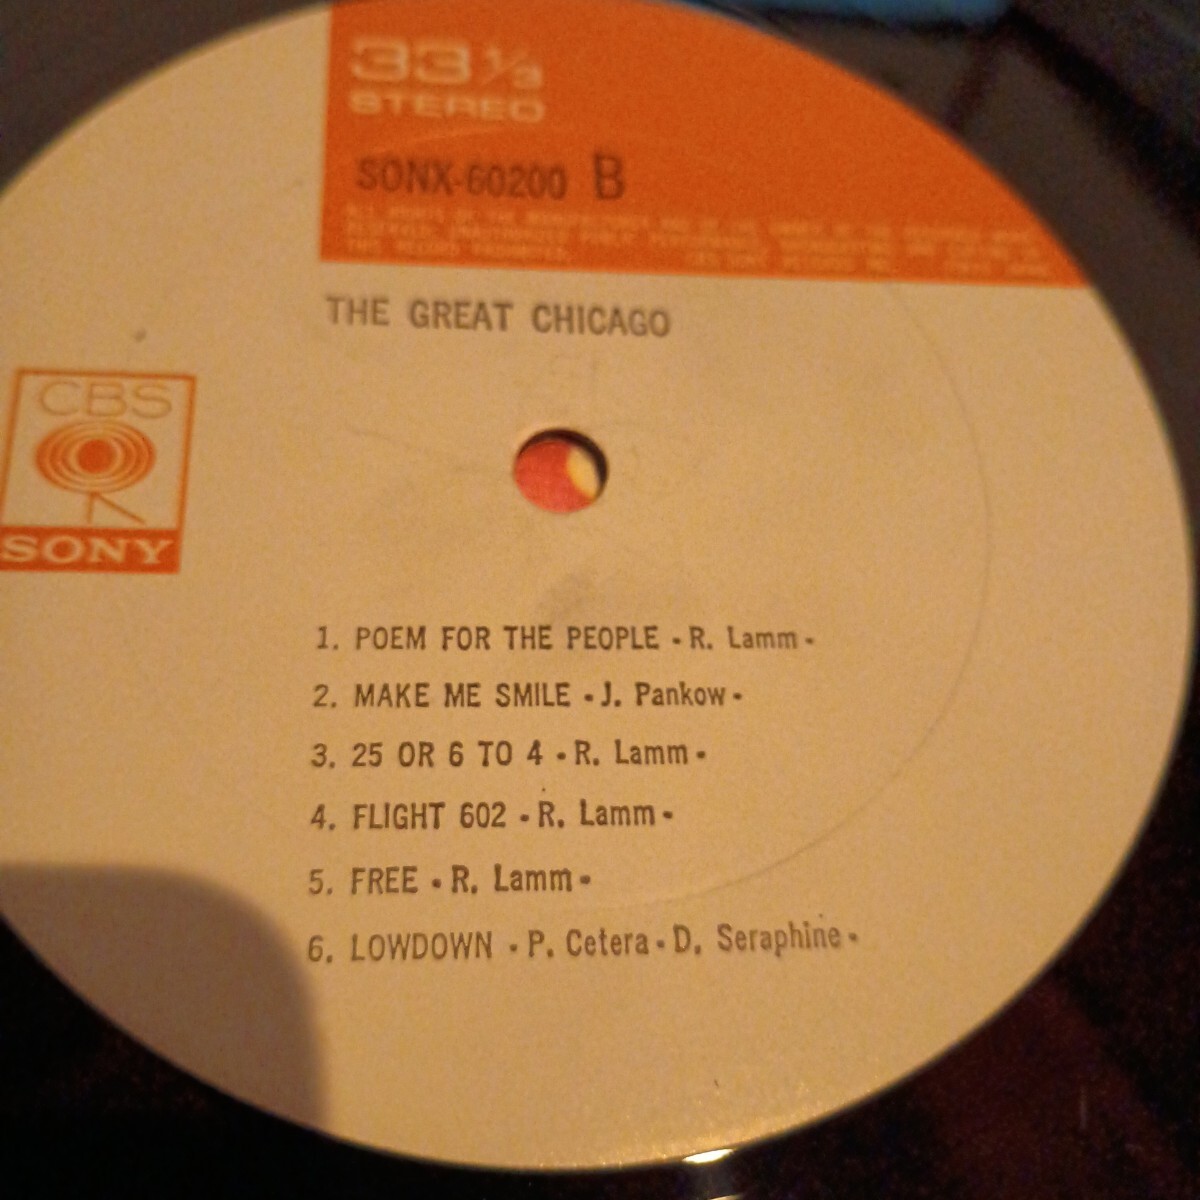 33 1/3
STEREO
SONX-60200 B
THE GREAT CHICAGO
CBS
SONY
1. POEM FOR THE PEOPLE - R. Lamm -
2. MAKE ME SMILE - J. Pankow -
3. 25 OR 6 TO 4 - R. Lamm -
4. FLIGHT 602 - R. Lamm -
5. FREE - R. Lamm -
6. LOWDOWN - P. Cetera - D. Seraphine -